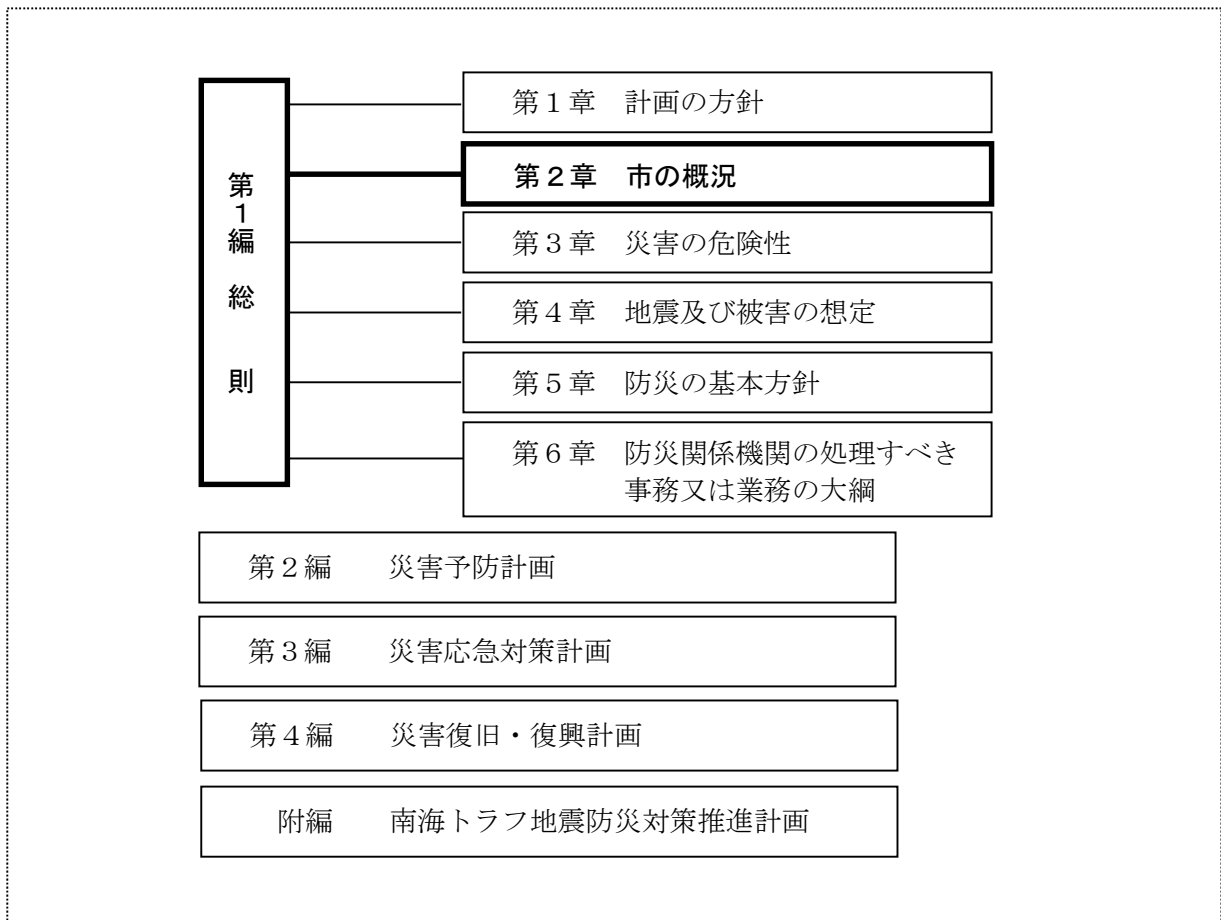 第１編　総　則
第１章　計画の方針
第２章　市の概況
第３章　災害の危険性
第４章　地震及び被害の想定
第５章　防災の基本方針
第６章　防災関係機関の処理すべき
事務又は業務の大綱
第２編　災害予防計画
第３編　災害応急対策計画
第４編　災害復旧・復興計画
附編　南海トラフ地震防災対策推進計画